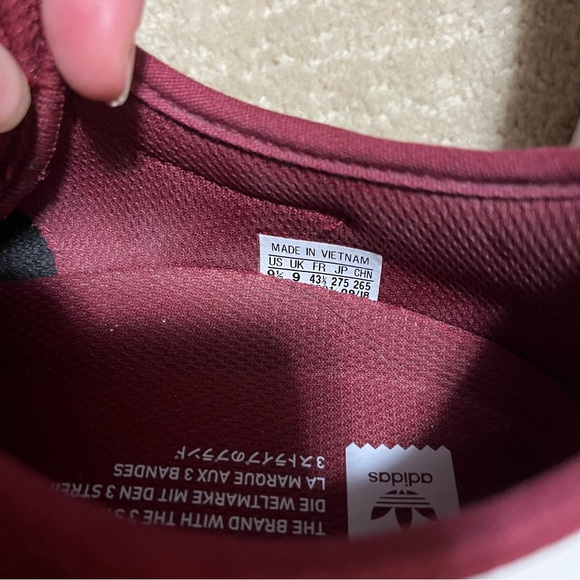 MADE IN VIETNAM
US UK FR JP CHN
9½ 9 43⅓ 275 265
09/18
adidas
THE BRAND WITH THE 3
DIE WELTMARKE MIT DEN 3
LA MARQUE AUX 3 BANDES
3ストライプのブランド